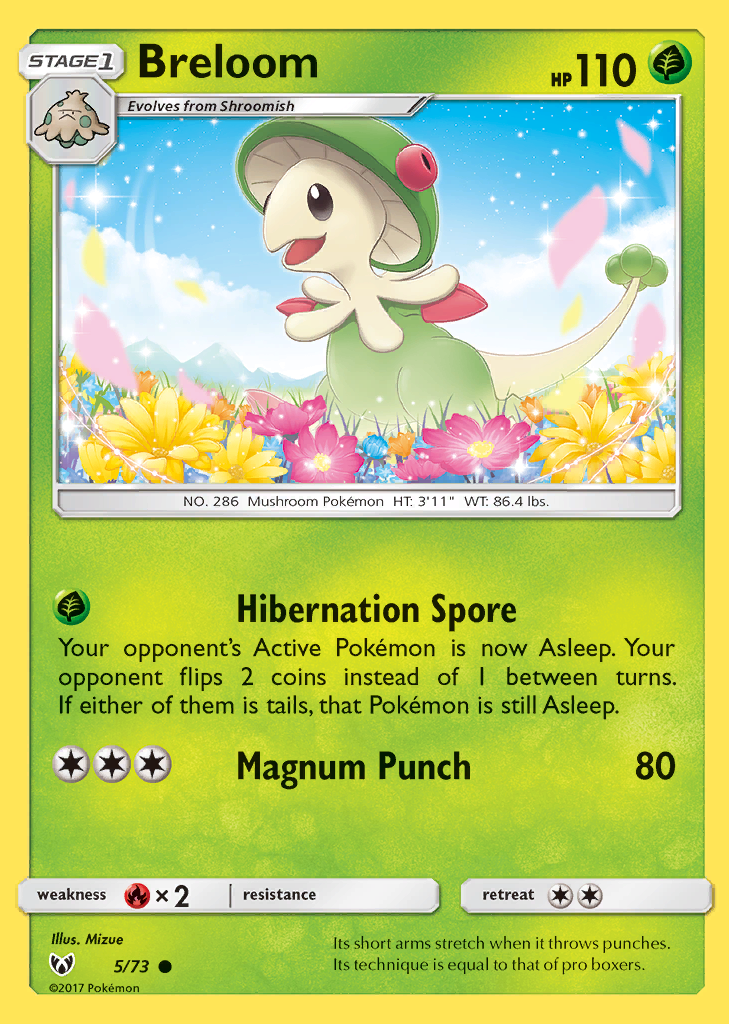 STAGE1
Breloom
HP 110
Evolves from Shroomish
NO. 286 Mushroom Pokémon HT: 3'11" WT: 86.4 lbs.
Hibernation Spore
Your opponent's Active Pokémon is now Asleep. Your
opponent flips 2 coins instead of 1 between turns.
If either of them is tails, that Pokémon is still Asleep.
Magnum Punch 80
weakness × 2 resistance retreat
Illus. Mizue
5/73
©2017 Pokémon
Its short arms stretch when it throws punches.
Its technique is equal to that of pro boxers.